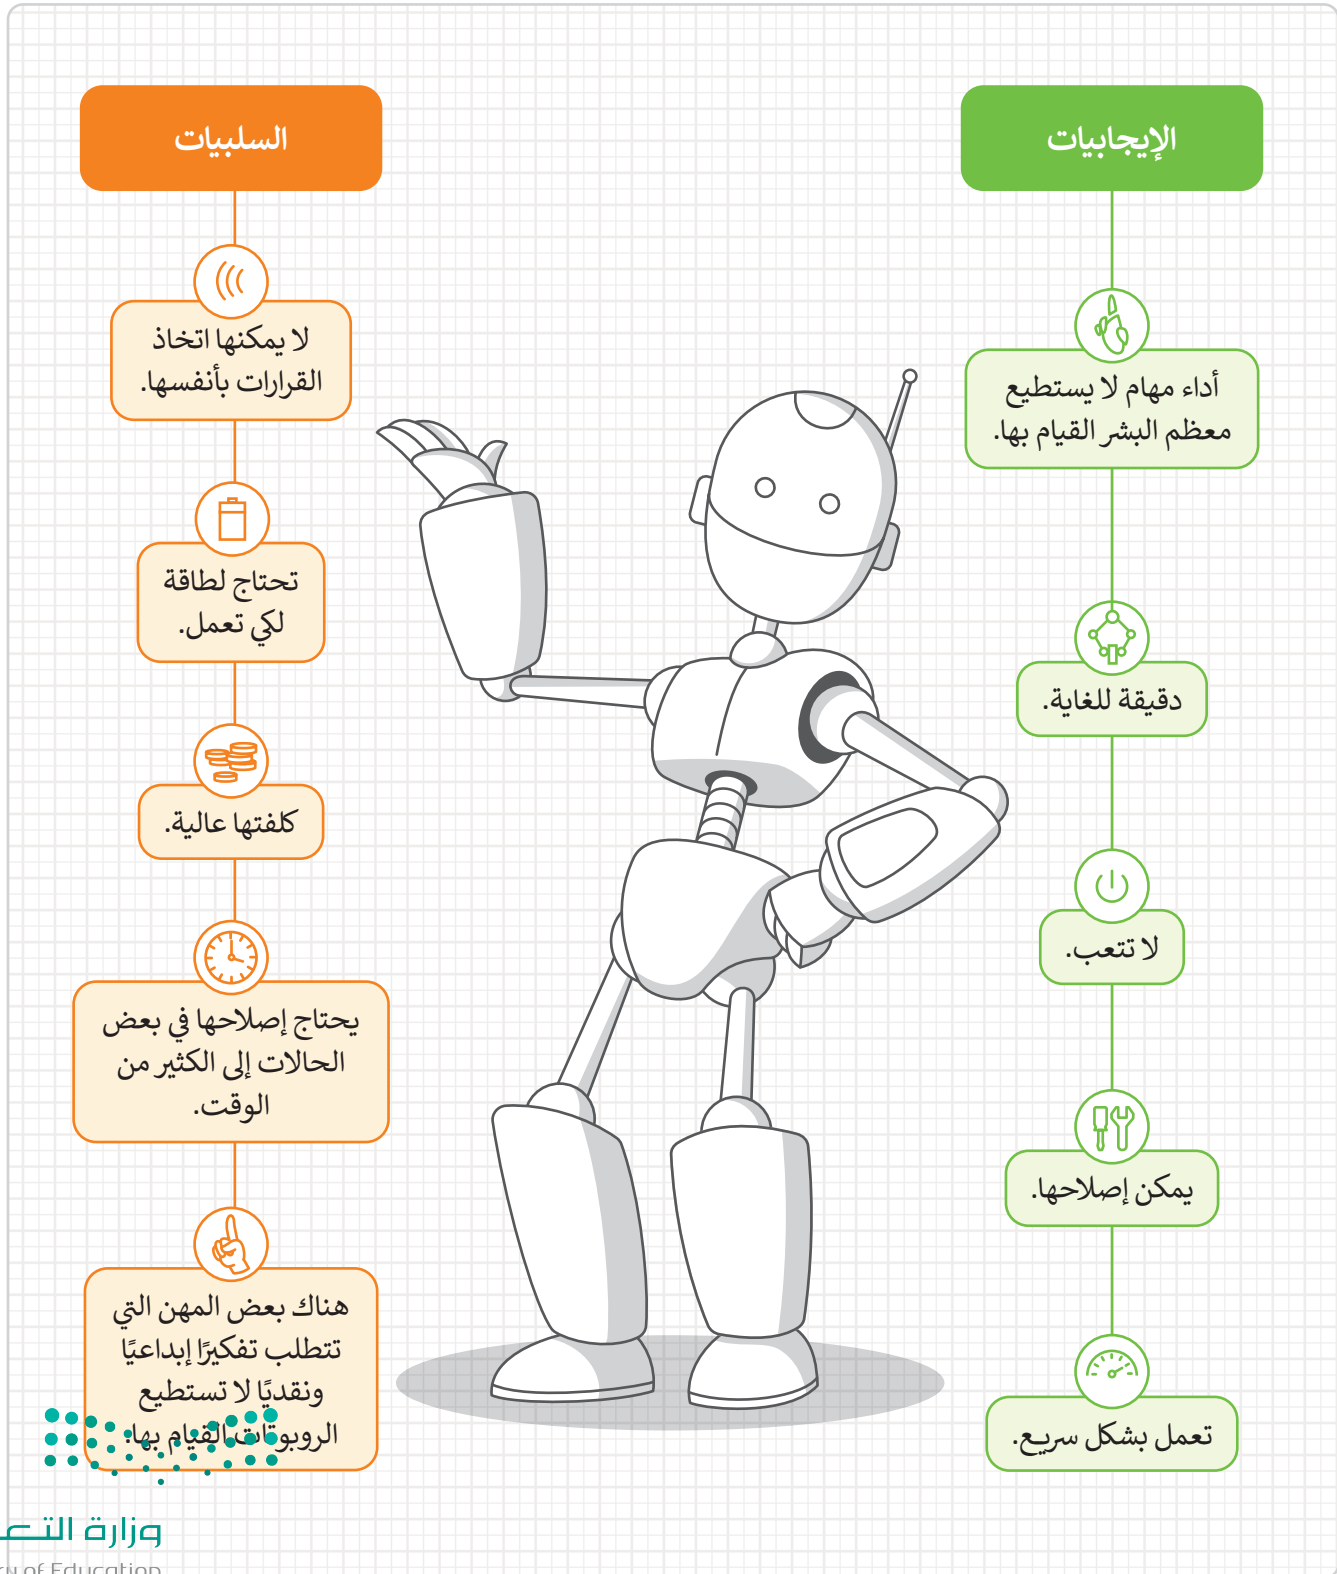 الإيجابيات
أداء مهام لا يستطيع
معظم البشر القيام بها.
دقيقة للغاية.
لا تتعب.
يمكن إصلاحها.
تعمل بشكل سريع.
السلبيات
لا يمكنها اتخاذ
القرارات بأنفسها.
تحتاج لطاقة
لكي تعمل.
كلفتها عالية.
يحتاج إصلاحها في بعض
الحالات إلى الكثير من
الوقت.
هناك بعض المهن التي
تتطلب تفكيرًا إبداعيًا
ونقديًا لا تستطيع
الروبوتات القيام بها.
وزارة
of Education